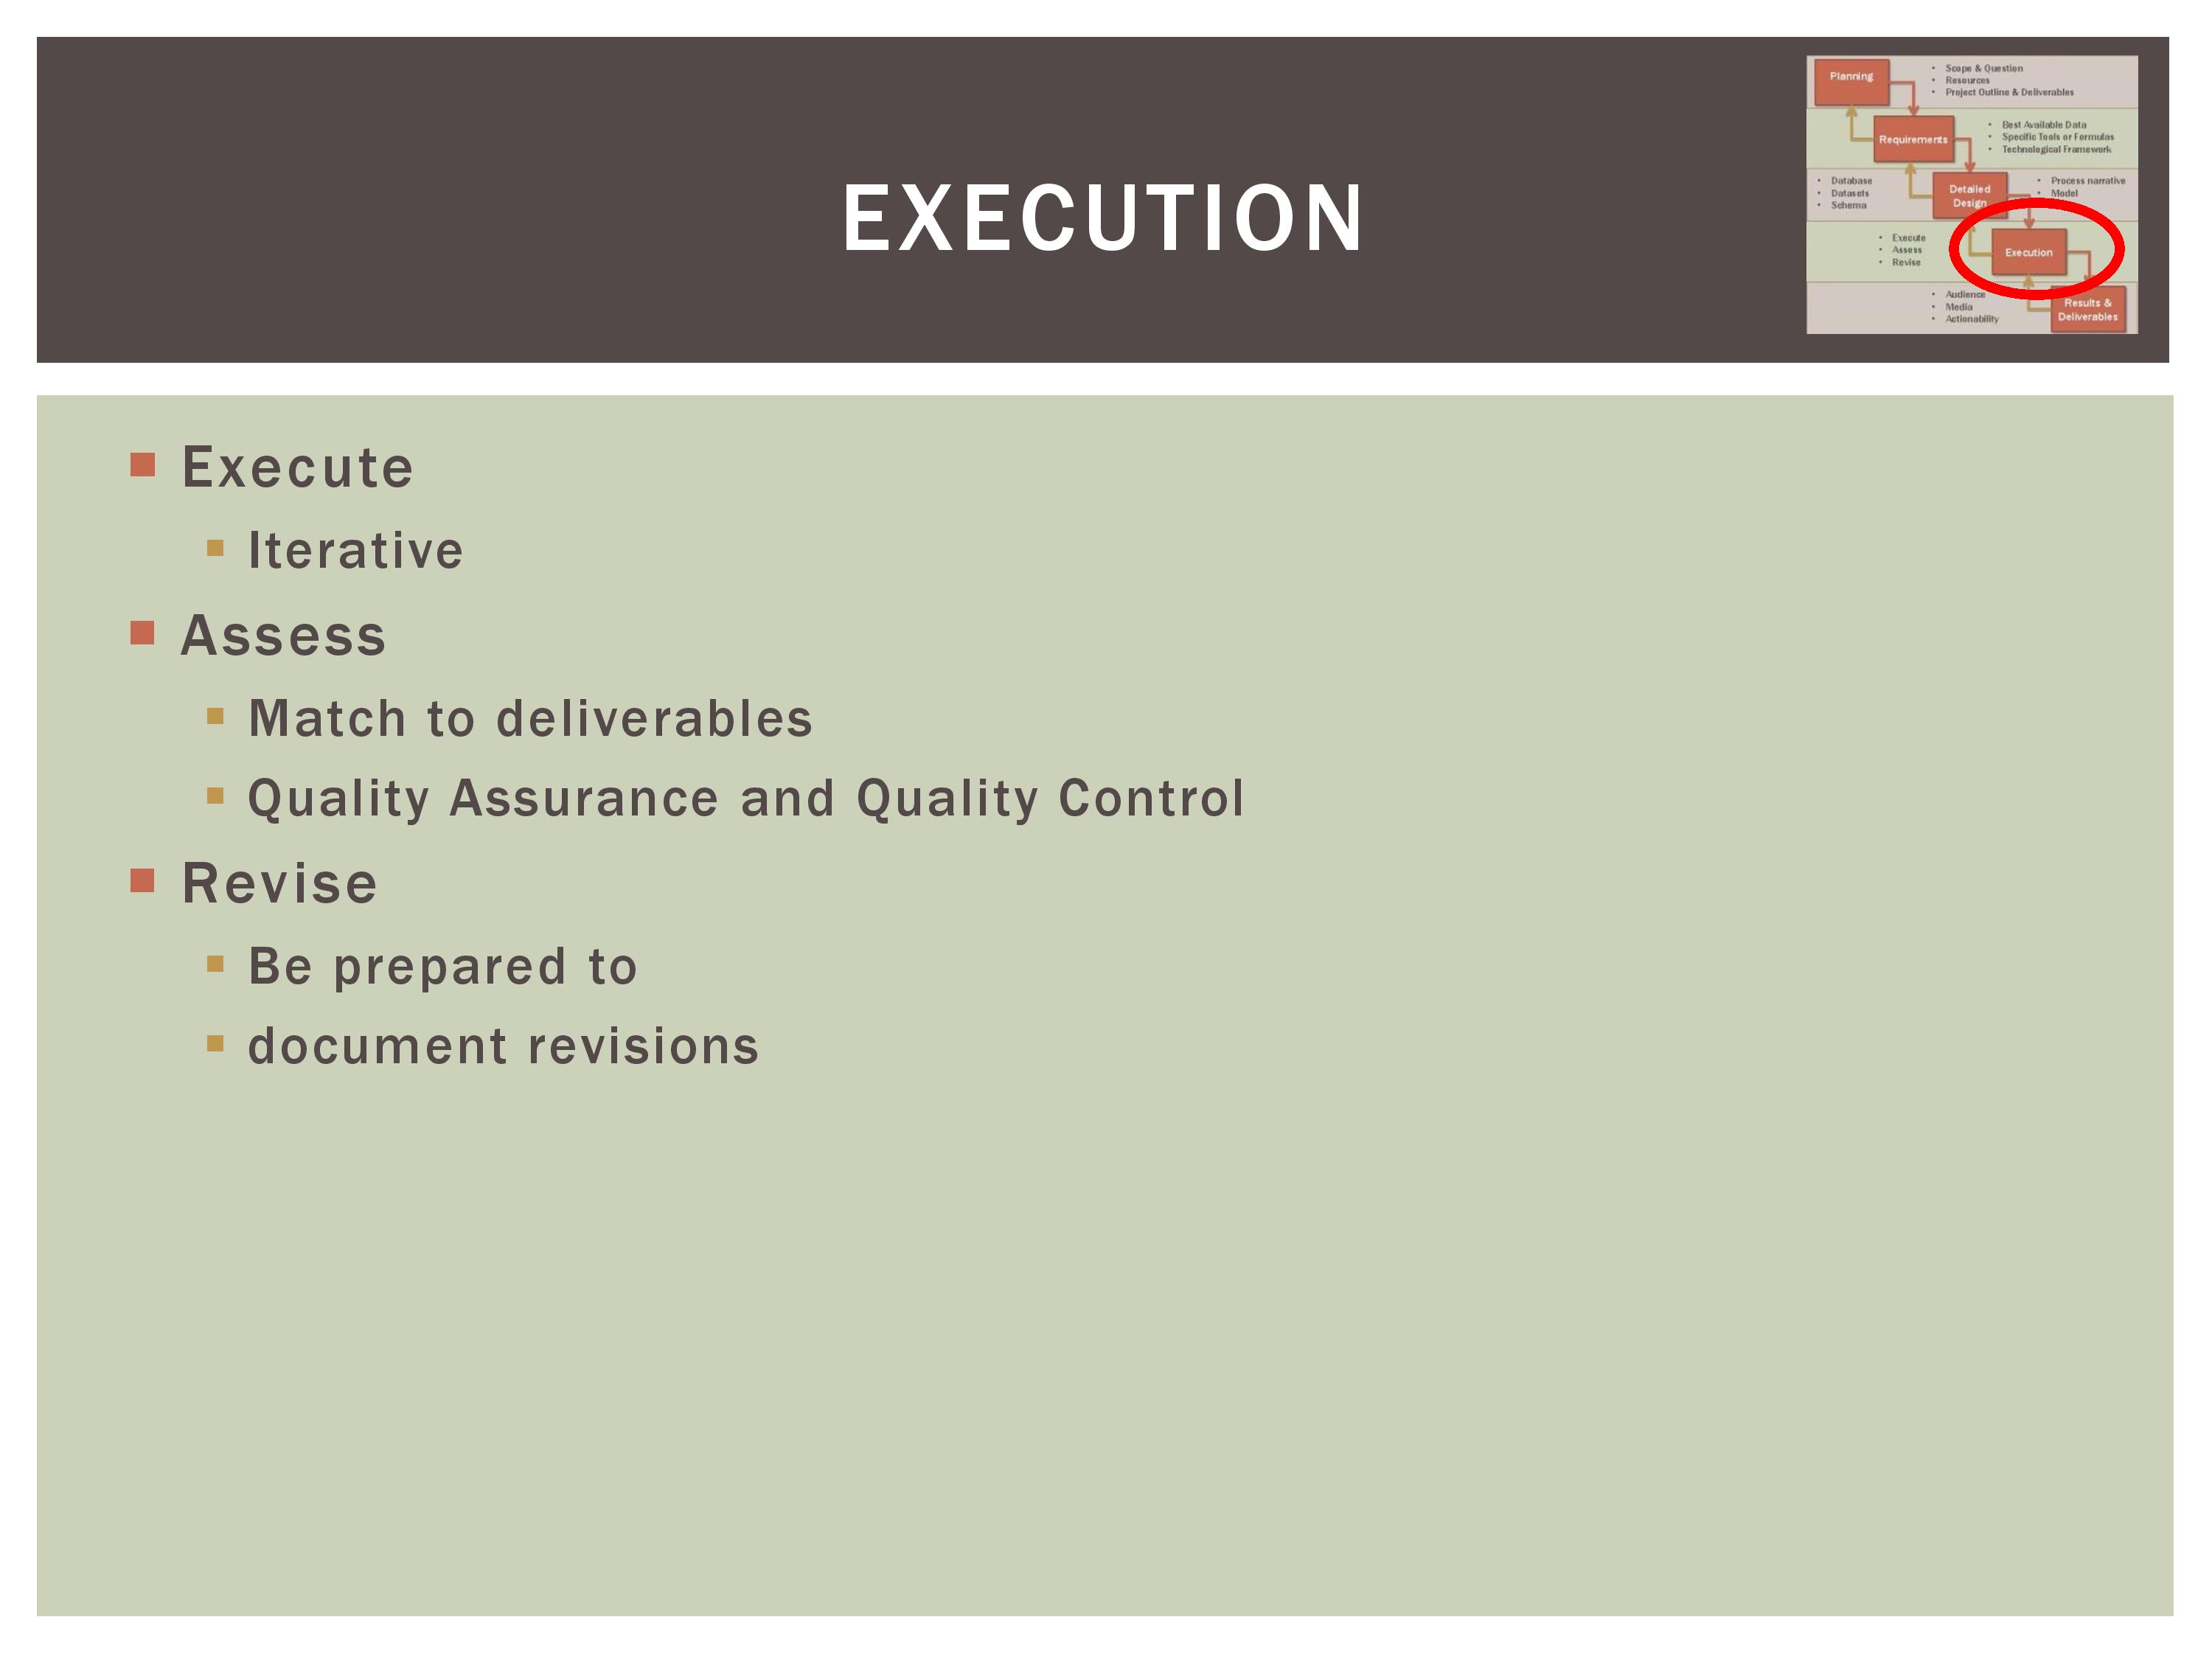 EXECUTION
Planning
• Scope & Question
• Resources
• Project Outline & Deliverables
Requirements
• Best Available Data
• Specific Tools or Formulas
• Technological Framework
• Database
• Datasets
• Schema
Detailed
Design
• Process narrative
• Model
• Execute
• Assess
• Revise
Execution
• Audience
• Media
• Actionability
Results &
Deliverables
Execute
Iterative
Assess
Match to deliverables
Quality Assurance and Quality Control
Revise
Be prepared to
document revisions